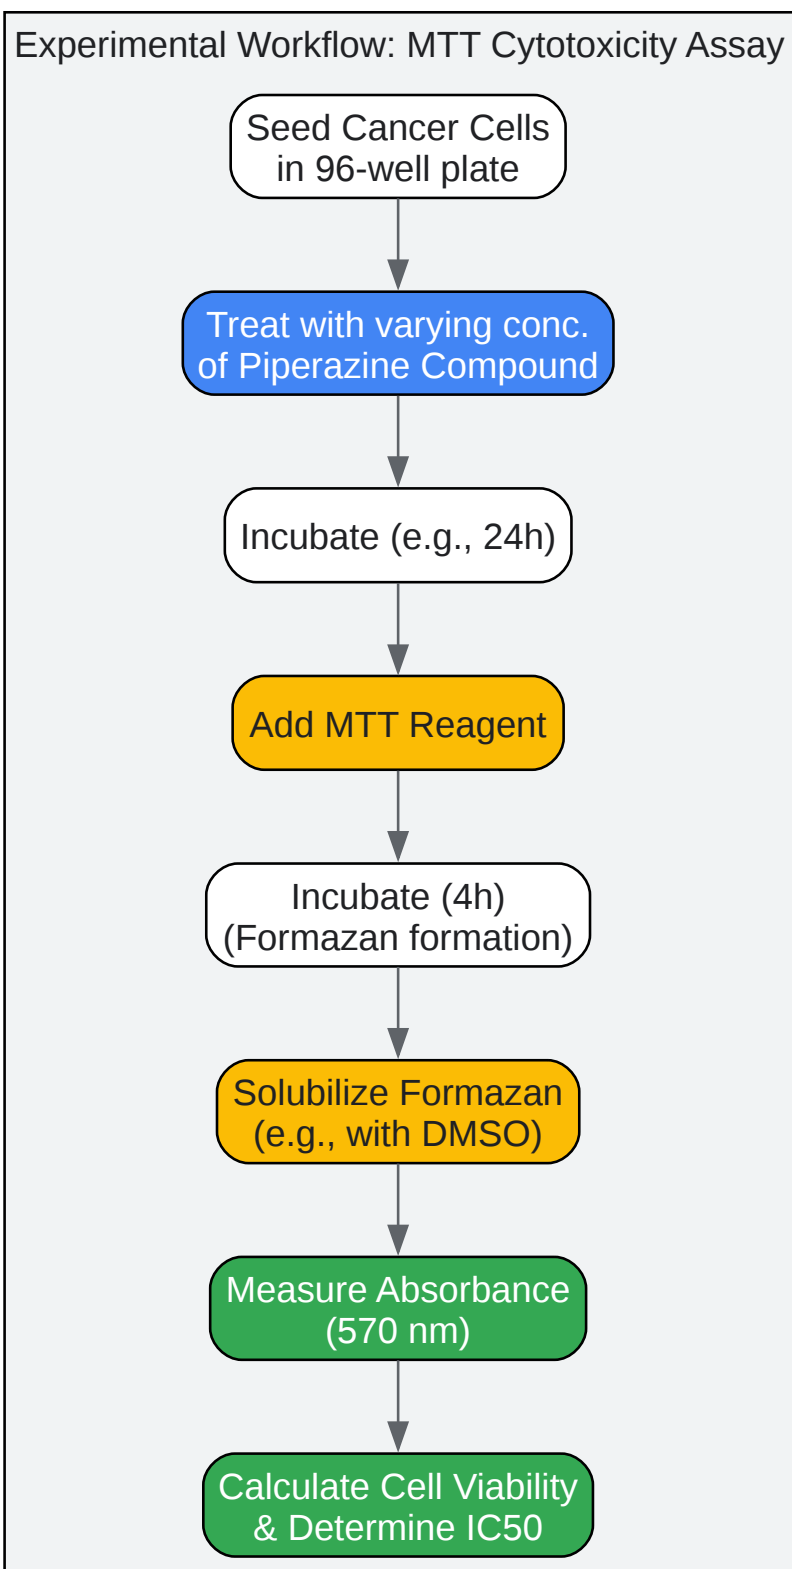 Experimental Workflow: MTT Cytotoxicity Assay
Seed Cancer Cells
in 96-well plate
Treat with varying conc.
of Piperazine Compound
Incubate (e.g., 24h)
Add MTT Reagent
Incubate (4h)
(Formazan formation)
Solubilize Formazan
(e.g., with DMSO)
Measure Absorbance
(570 nm)
Calculate Cell Viability
& Determine IC50